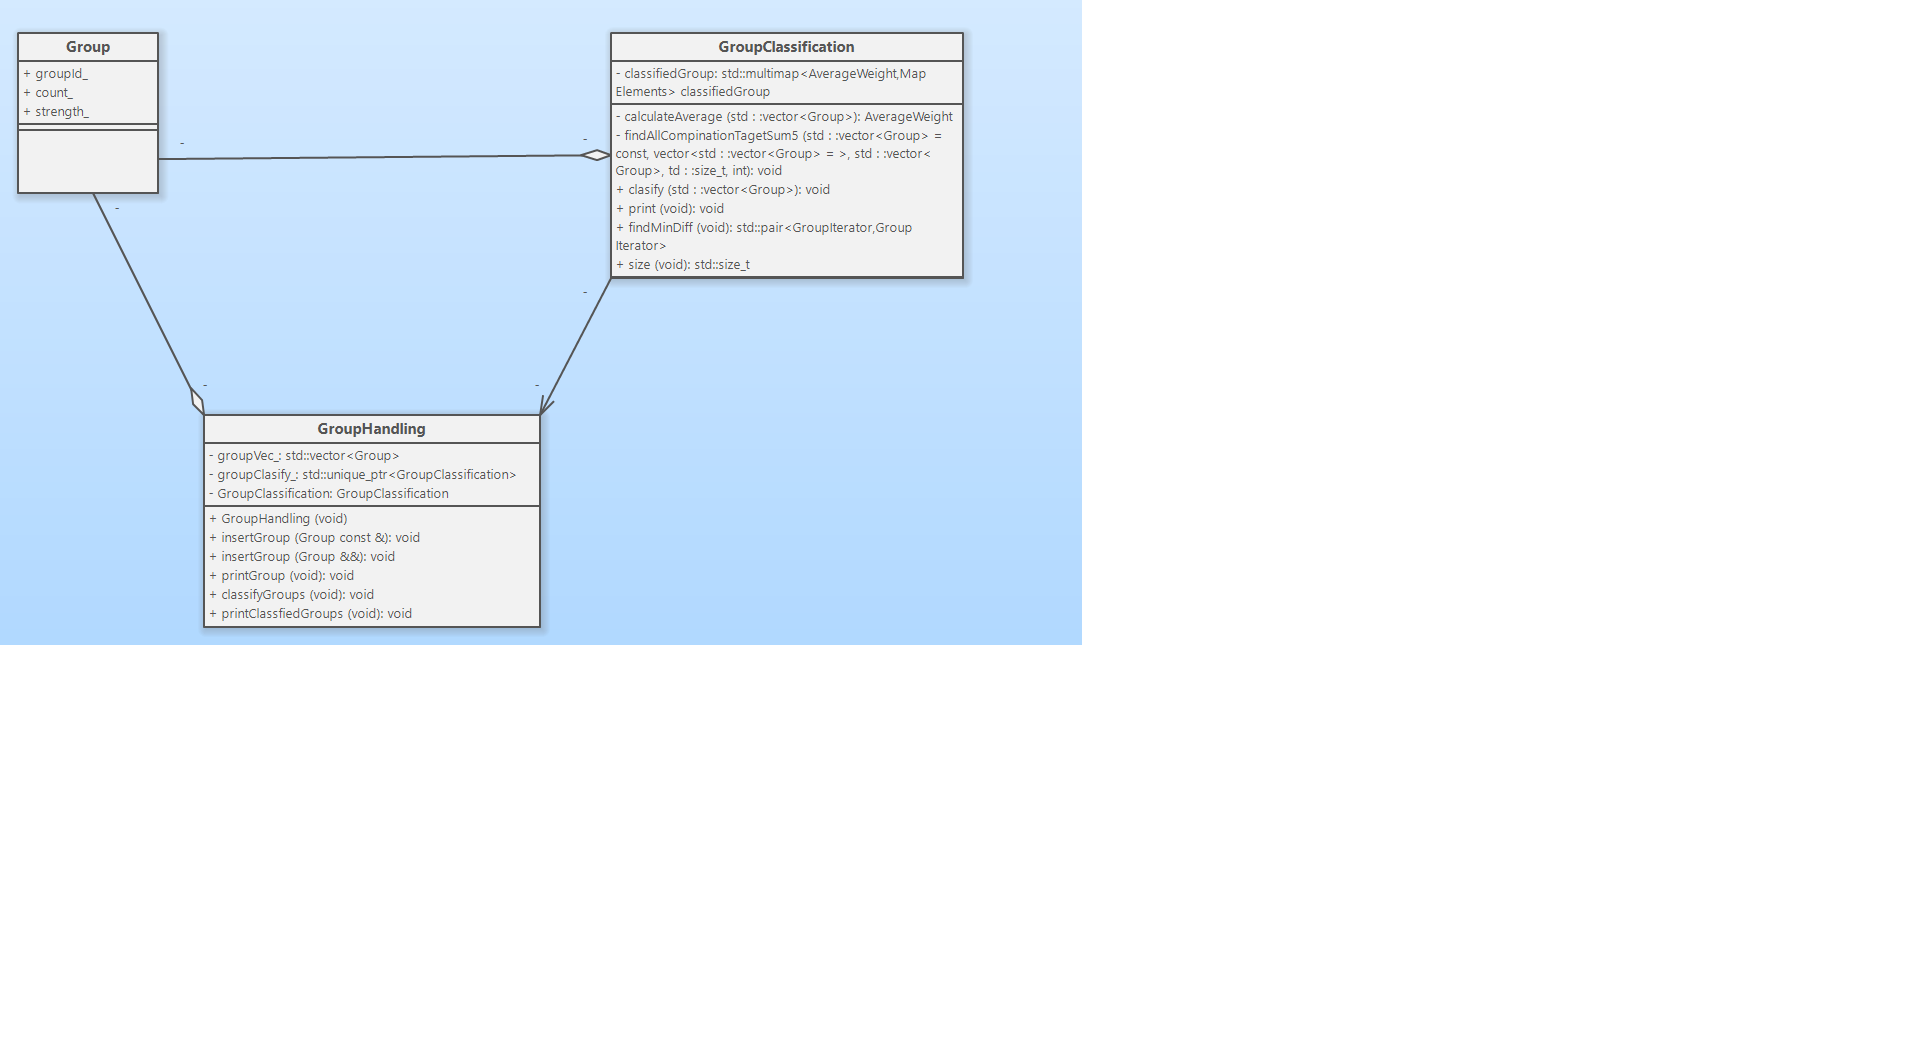 Group
+ groupId_
+ count_
+ strength_
GroupClassification
- classifiedGroup: std::multimap<AverageWeight,Map
Elements> classifiedGroup
- calculateAverage (std : :vector<Group>): AverageWeight
- findAllCompinationTagetSum5 (std : :vector<Group> =
const, vector<std : :vector<Group> = >, std : :vector<
Group>, td : :size_t, int): void
+ clasify (std : :vector<Group>): void
+ print (void): void
+ findMinDiff (void): std::pair<GroupIterator,Group
Iterator>
+ size (void): std::size_t
-
-
-
-
-
-
GroupHandling
- groupVec_: std::vector<Group>
- groupClasify_: std::unique_ptr<GroupClassification>
- GroupClassification: GroupClassification
+ GroupHandling (void)
+ insertGroup (Group const &): void
+ insertGroup (Group &&): void
+ printGroup (void): void
+ classifyGroups (void): void
+ printClassfiedGroups (void): void